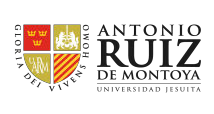 GLORIA DEI VIVENS HOMO
ANTONIO
RUIZ
DE MONTOYA
UNIVERSIDAD JESUITA